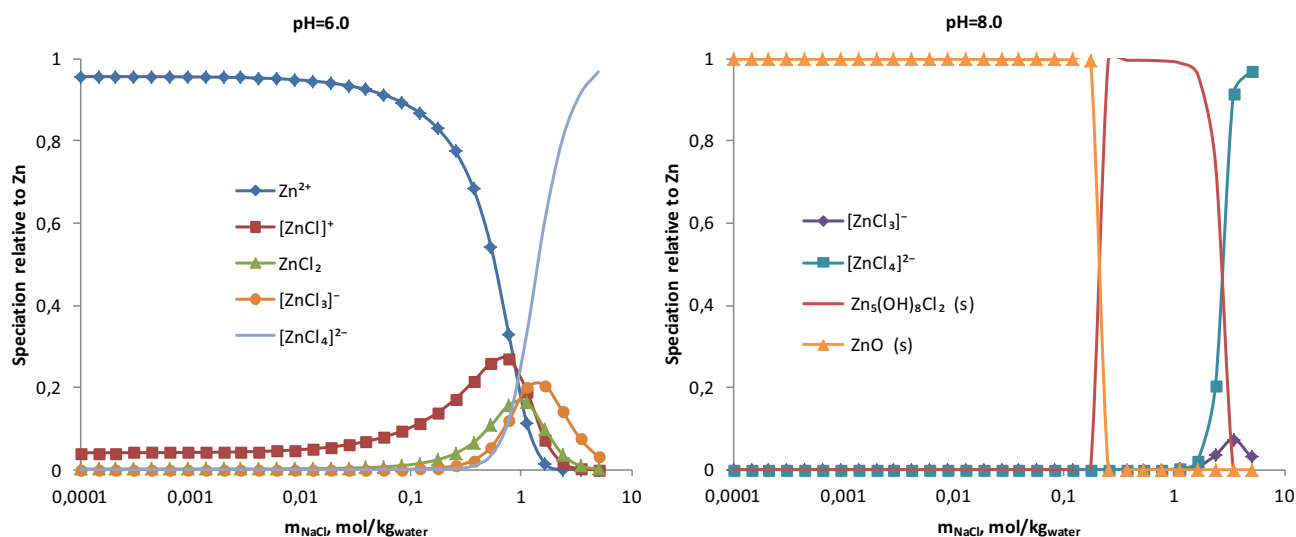 pH=6.0
Speciation relative to Zn
1
0,8
0,6
0,4
0,2
0
Zn²⁺
[ZnCl]⁺
ZnCl₂
[ZnCl₃]⁻
[ZnCl₄]²⁻
0,0001
0,001
0,01
0,1
1
10
m_NaCl, mol/kg_water
pH=8.0
Speciation relative to Zn
1
0,8
0,6
0,4
0,2
0
[ZnCl₃]⁻
[ZnCl₄]²⁻
Zn₅(OH)₈Cl₂ (s)
ZnO (s)
0,0001
0,001
0,01
0,1
1
10
m_NaCl, mol/kg_water